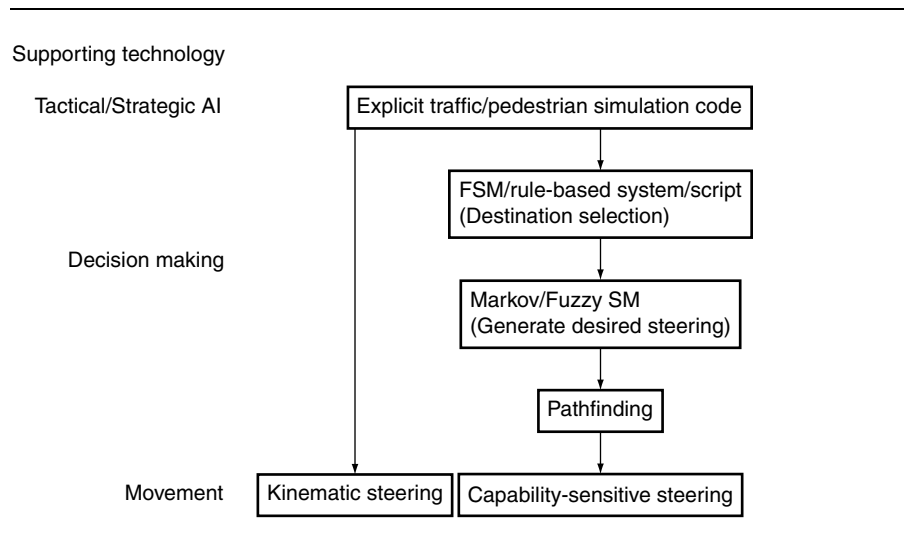 Supporting technology
Tactical/Strategic AI
Explicit traffic/pedestrian simulation code
FSM/rule-based system/script
(Destination selection)
Decision making
Markov/Fuzzy SM
(Generate desired steering)
Pathfinding
Movement
Kinematic steering
Capability-sensitive steering